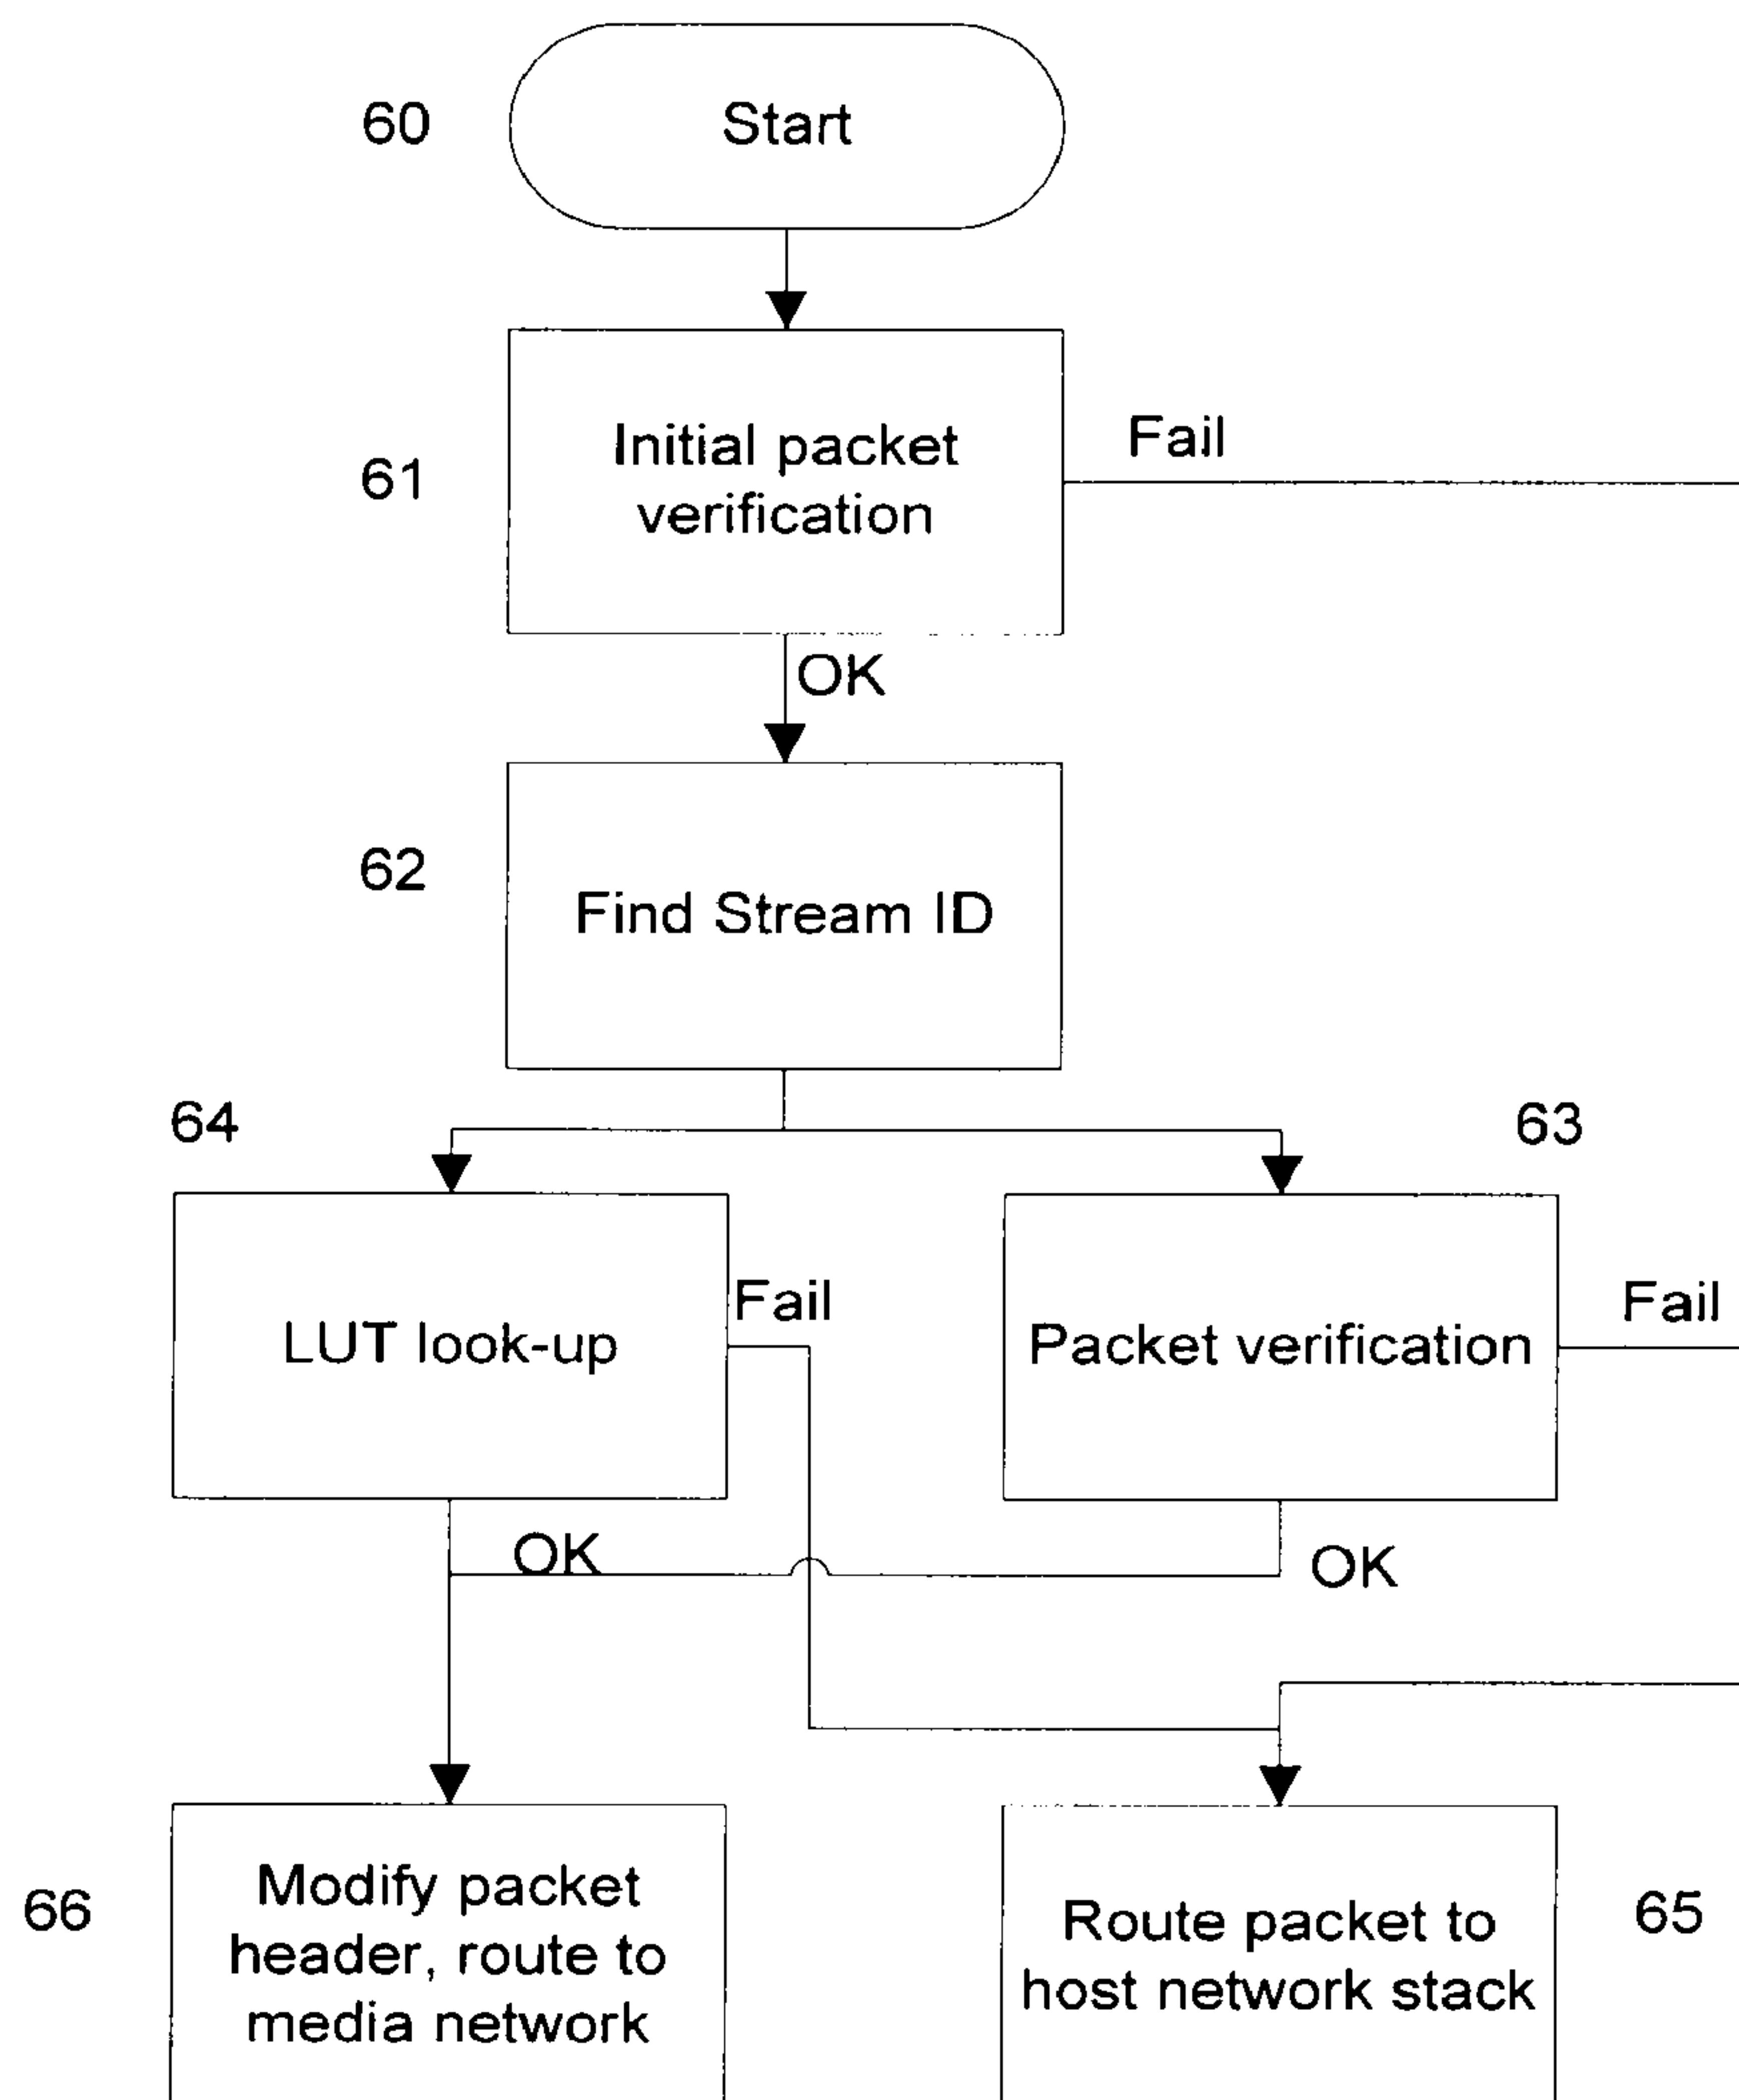 60
Start
61
Initial packet
verification
Fail
OK
62
Find Stream ID
64
63
LUT look-up
Fail
Packet verification
Fail
OK
OK
66
Modify packet
header, route to
media network
Route packet to
host network stack
65